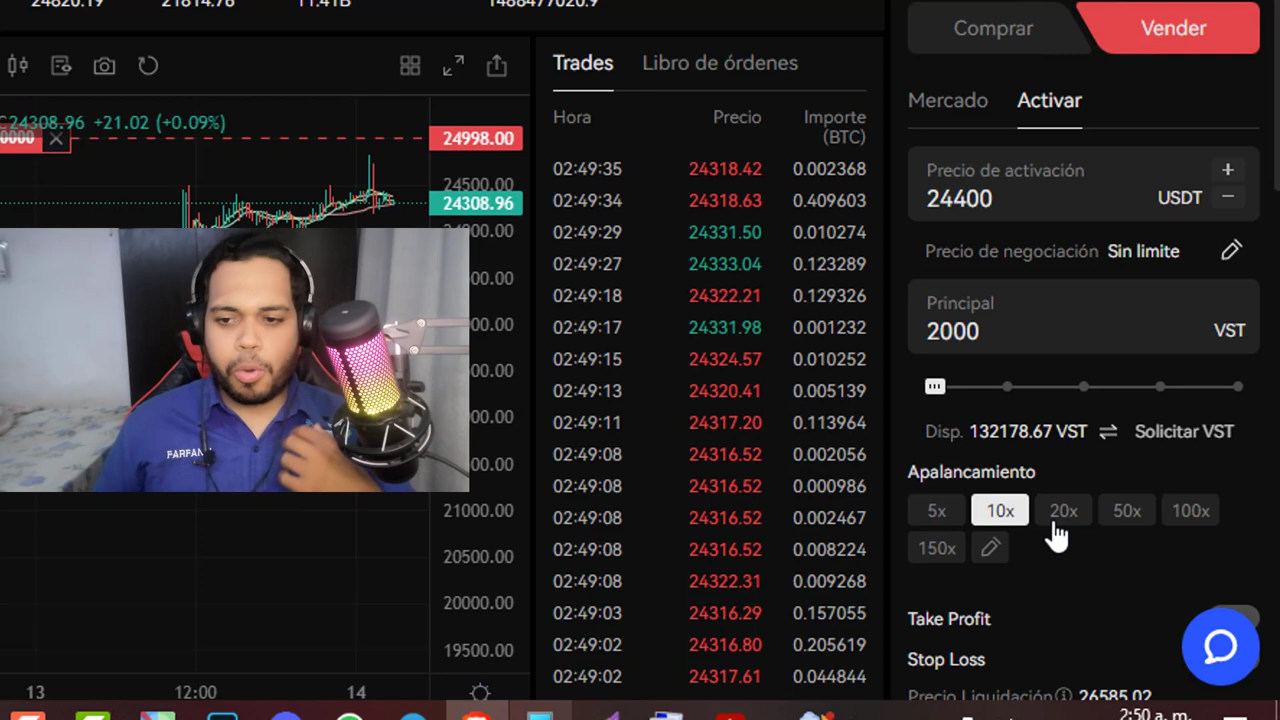 24820.19 21814.76 11.41B 1488477020.9
Comprar
Vender
Trades
Libro de órdenes
Mercado
Activar
C24308.96 +21.02 (+0.09%)
0000
24998.00
24500.00
24308.96
Hora Precio Importe (BTC)
02:49:35 24318.42 0.002368
02:49:34 24318.63 0.409603
02:49:29 24331.50 0.010274
02:49:27 24333.04 0.123289
02:49:18 24322.21 0.129326
02:49:17 24331.98 0.001232
02:49:15 24324.57 0.010252
02:49:13 24320.41 0.005139
02:49:11 24317.20 0.113964
02:49:08 24316.52 0.002056
02:49:08 24316.52 0.000986
02:49:08 24316.52 0.002467
02:49:08 24316.52 0.008224
02:49:08 24322.31 0.009268
02:49:03 24316.29 0.157055
02:49:02 24316.80 0.205619
02:49:02 24317.61 0.044844
Precio de activación
24400 USDT
Precio de negociación Sin limite
Principal
2000 VST
Disp. 132178.67 VST Solicitar VST
Apalancamiento
5x 10x 20x 50x 100x
150x
Take Profit
Stop Loss
Precio Liquidación 26585.02
FARFAN
21000.00
20500.00
20000.00
19500.00
13 12:00 14
2:50 a. m.